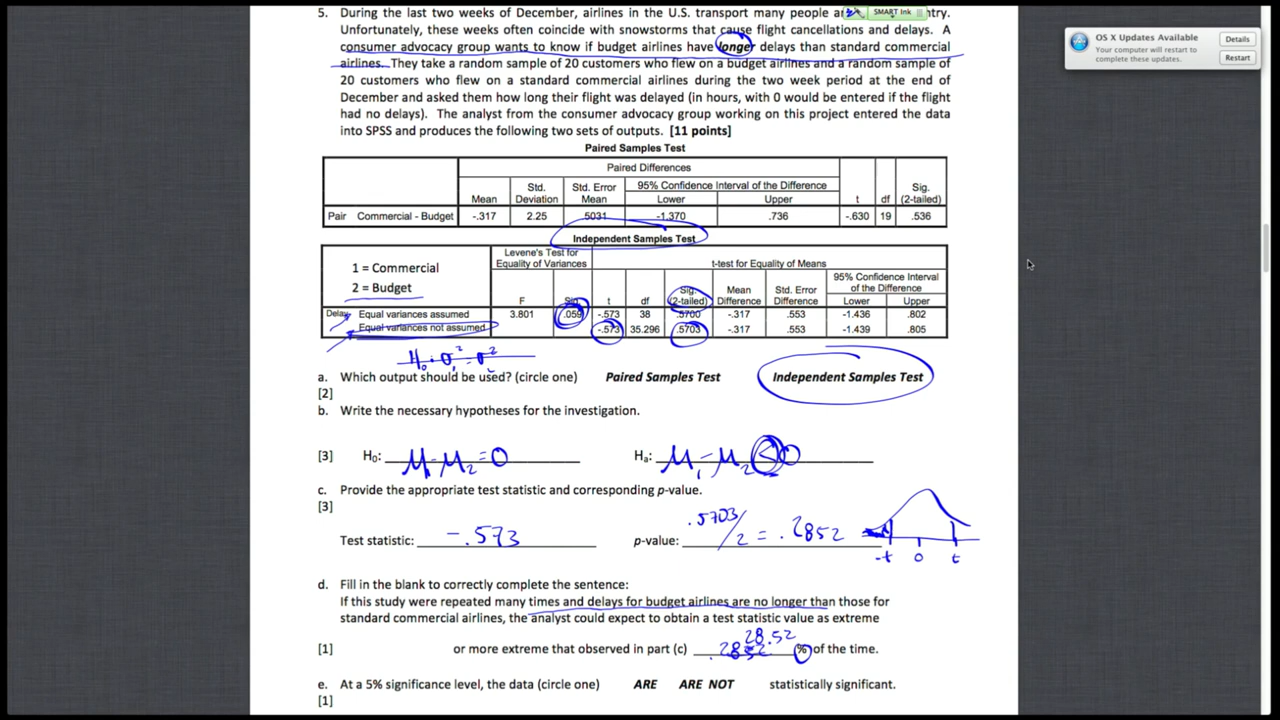 5. During the last two weeks of December, airlines in the U.S. transport many people ar SMART Ink ntry.
Unfortunately, these weeks often coincide with snowstorms that cause flight cancellations and delays. A
consumer advocacy group wants to know if budget airlines have longer delays than standard commercial
airlines. They take a random sample of 20 customers who flew on a budget airlines and a random sample of
20 customers who flew on a standard commercial airlines during the two week period at the end of
December and asked them how long their flight was delayed (in hours, with 0 would be entered if the flight
had no delays). The analyst from the consumer advocacy group working on this project entered the data
into SPSS and produces the following two sets of outputs. [11 points]
OS X Updates Available
Your computer will restart to
complete these updates.
Details
Restart
Paired Samples Test
Paired Differences
Mean Std. Deviation Std. Error Mean 95% Confidence Interval of the Difference Lower Upper t df Sig. (2-tailed)
Pair Commercial - Budget -.317 2.25 .5031 -1.370 .736 -.630 19 .536
Independent Samples Test
1 = Commercial
2 = Budget
Levene's Test for Equality of Variances t-test for Equality of Means
F Sig. t df Sig. (2-tailed) Mean Difference Std. Error Difference 95% Confidence Interval of the Difference Lower Upper
Delay Equal variances assumed 3.801 .059 -.573 38 .5700 -.317 .553 -1.436 .802
Equal variances not assumed -.573 35.296 .5703 -.317 .553 -1.439 .805
a. Which output should be used? (circle one) Paired Samples Test Independent Samples Test
[2]
b. Write the necessary hypotheses for the investigation.
[3] H0: μ1-μ2=0 Ha: μ1-μ2<0
c. Provide the appropriate test statistic and corresponding p-value.
[3]
Test statistic: -.573 p-value: .5703/2 = .2852
-t 0 t
d. Fill in the blank to correctly complete the sentence:
If this study were repeated many times and delays for budget airlines are no longer than those for
standard commercial airlines, the analyst could expect to obtain a test statistic value as extreme
28.52
[1] or more extreme that observed in part (c) .2852 % of the time.
e. At a 5% significance level, the data (circle one) ARE ARE NOT statistically significant.
[1]